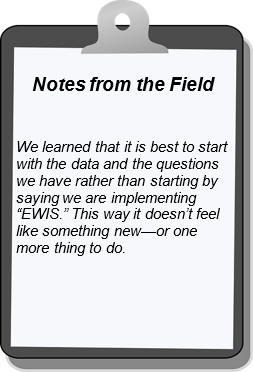 Notes from the Field
We learned that it is best to start
with the data and the questions
we have rather than starting by
saying we are implementing
“EWIS.” This way it doesn’t feel
like something new—or one
more thing to do.